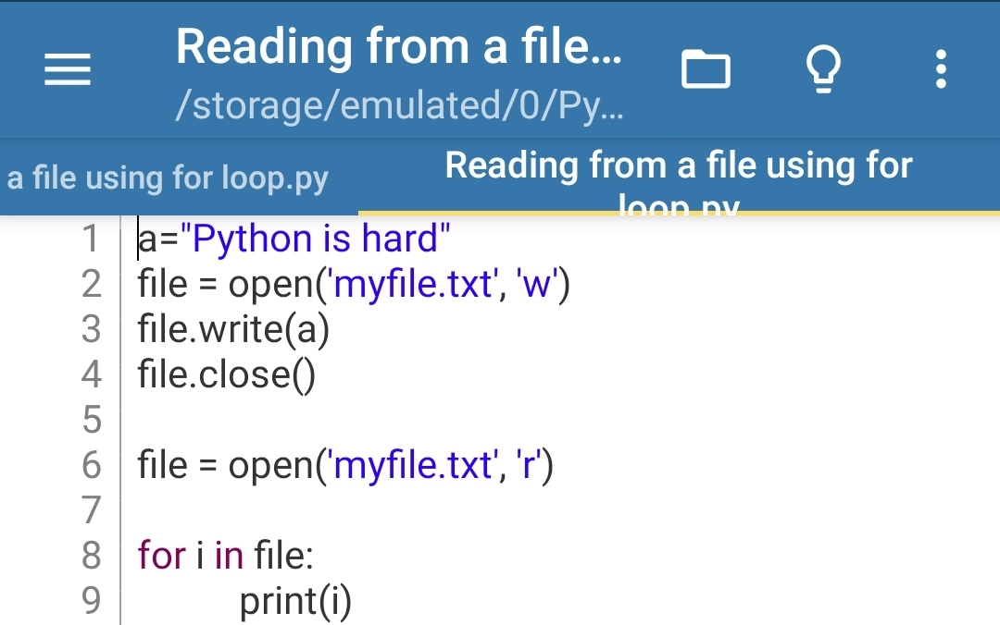 Reading from a file...
/storage/emulated/0/Py...
a file using for loop.py
Reading from a file using for
loop.py
1 a="Python is hard"
2 file = open('myfile.txt', 'w')
3 file.write(a)
4 file.close()
5
6 file = open('myfile.txt', 'r')
7
8 for i in file:
9 print(i)